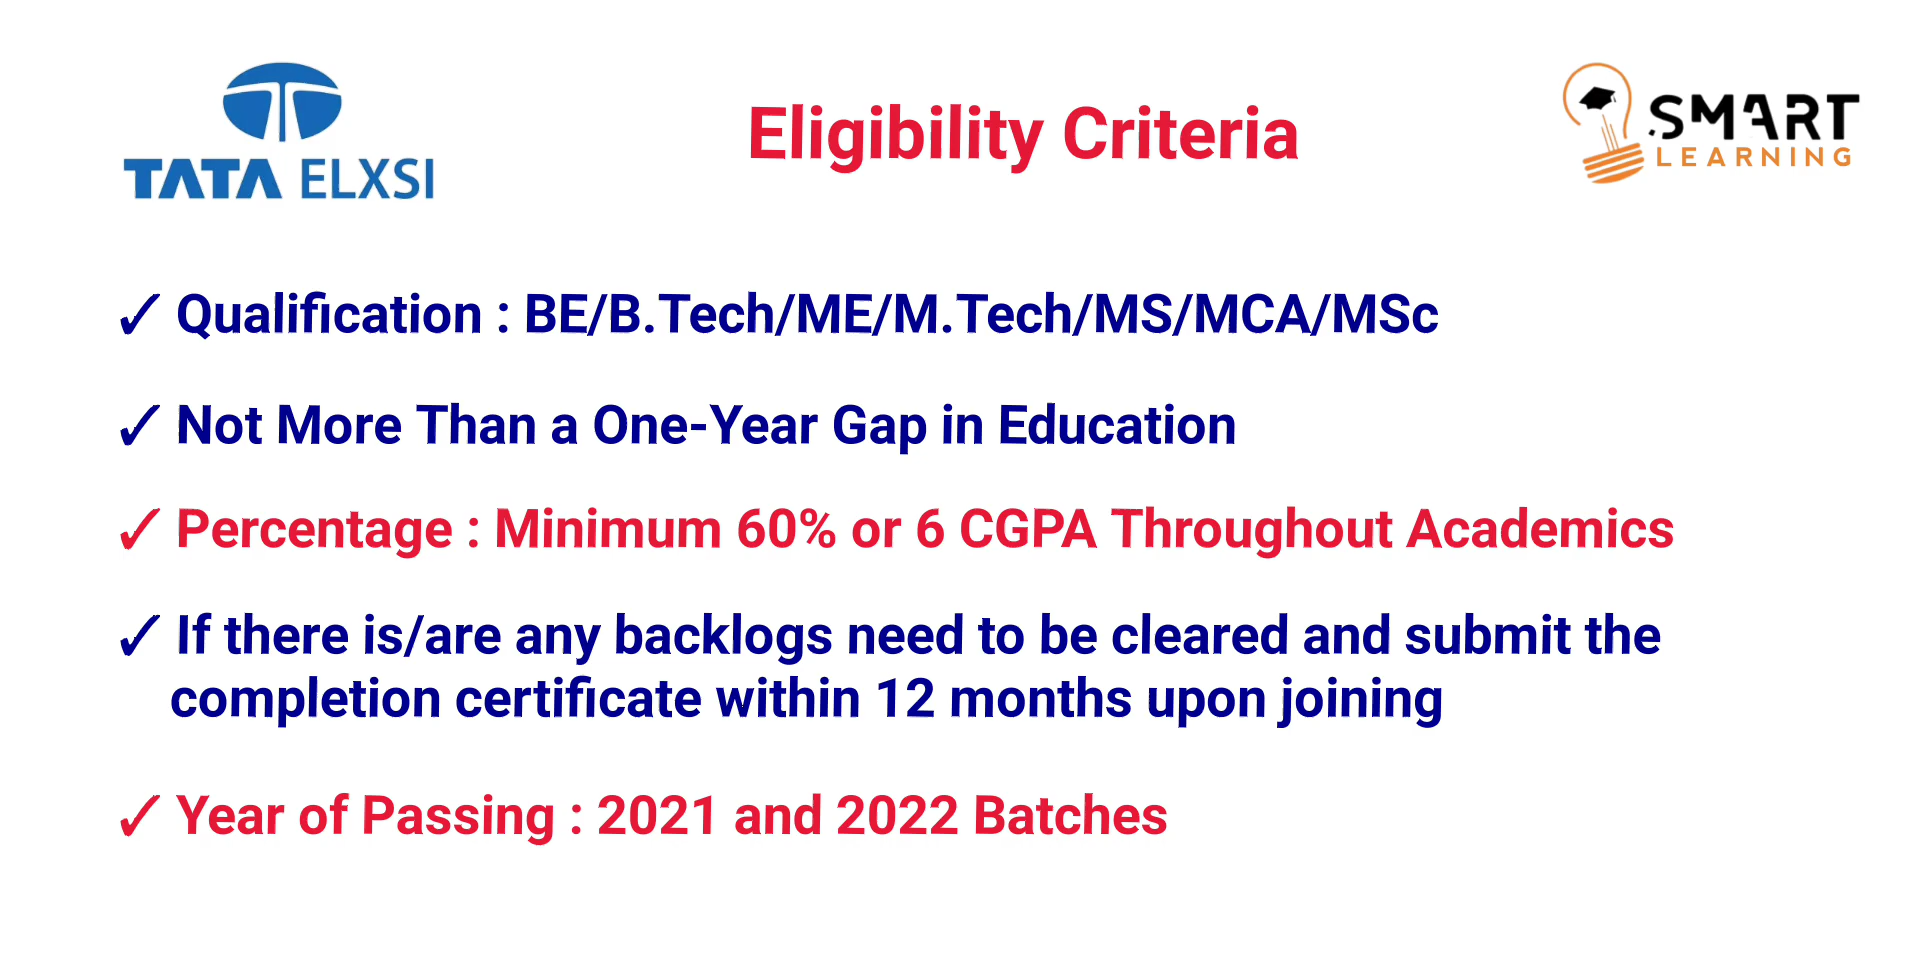 TATA ELXSI
Eligibility Criteria
SMART
LEARNING
✓ Qualification : BE/B.Tech/ME/M.Tech/MS/MCA/MSc
✓ Not More Than a One-Year Gap in Education
✓ Percentage : Minimum 60% or 6 CGPA Throughout Academics
✓ If there is/are any backlogs need to be cleared and submit the
completion certificate within 12 months upon joining
✓ Year of Passing : 2021 and 2022 Batches